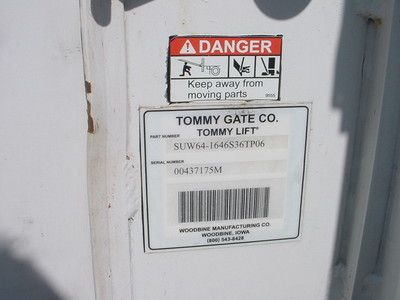 DANGER
Keep away from
moving parts
TOMMY GATE CO.
TOMMY LIFT®
PART NUMBER
SUW64-1646S36TP06
SERIAL NUMBER
00437175M
WOODBINE MANUFACTURING CO.
WOODBINE, IOWA
(800) 543-8428